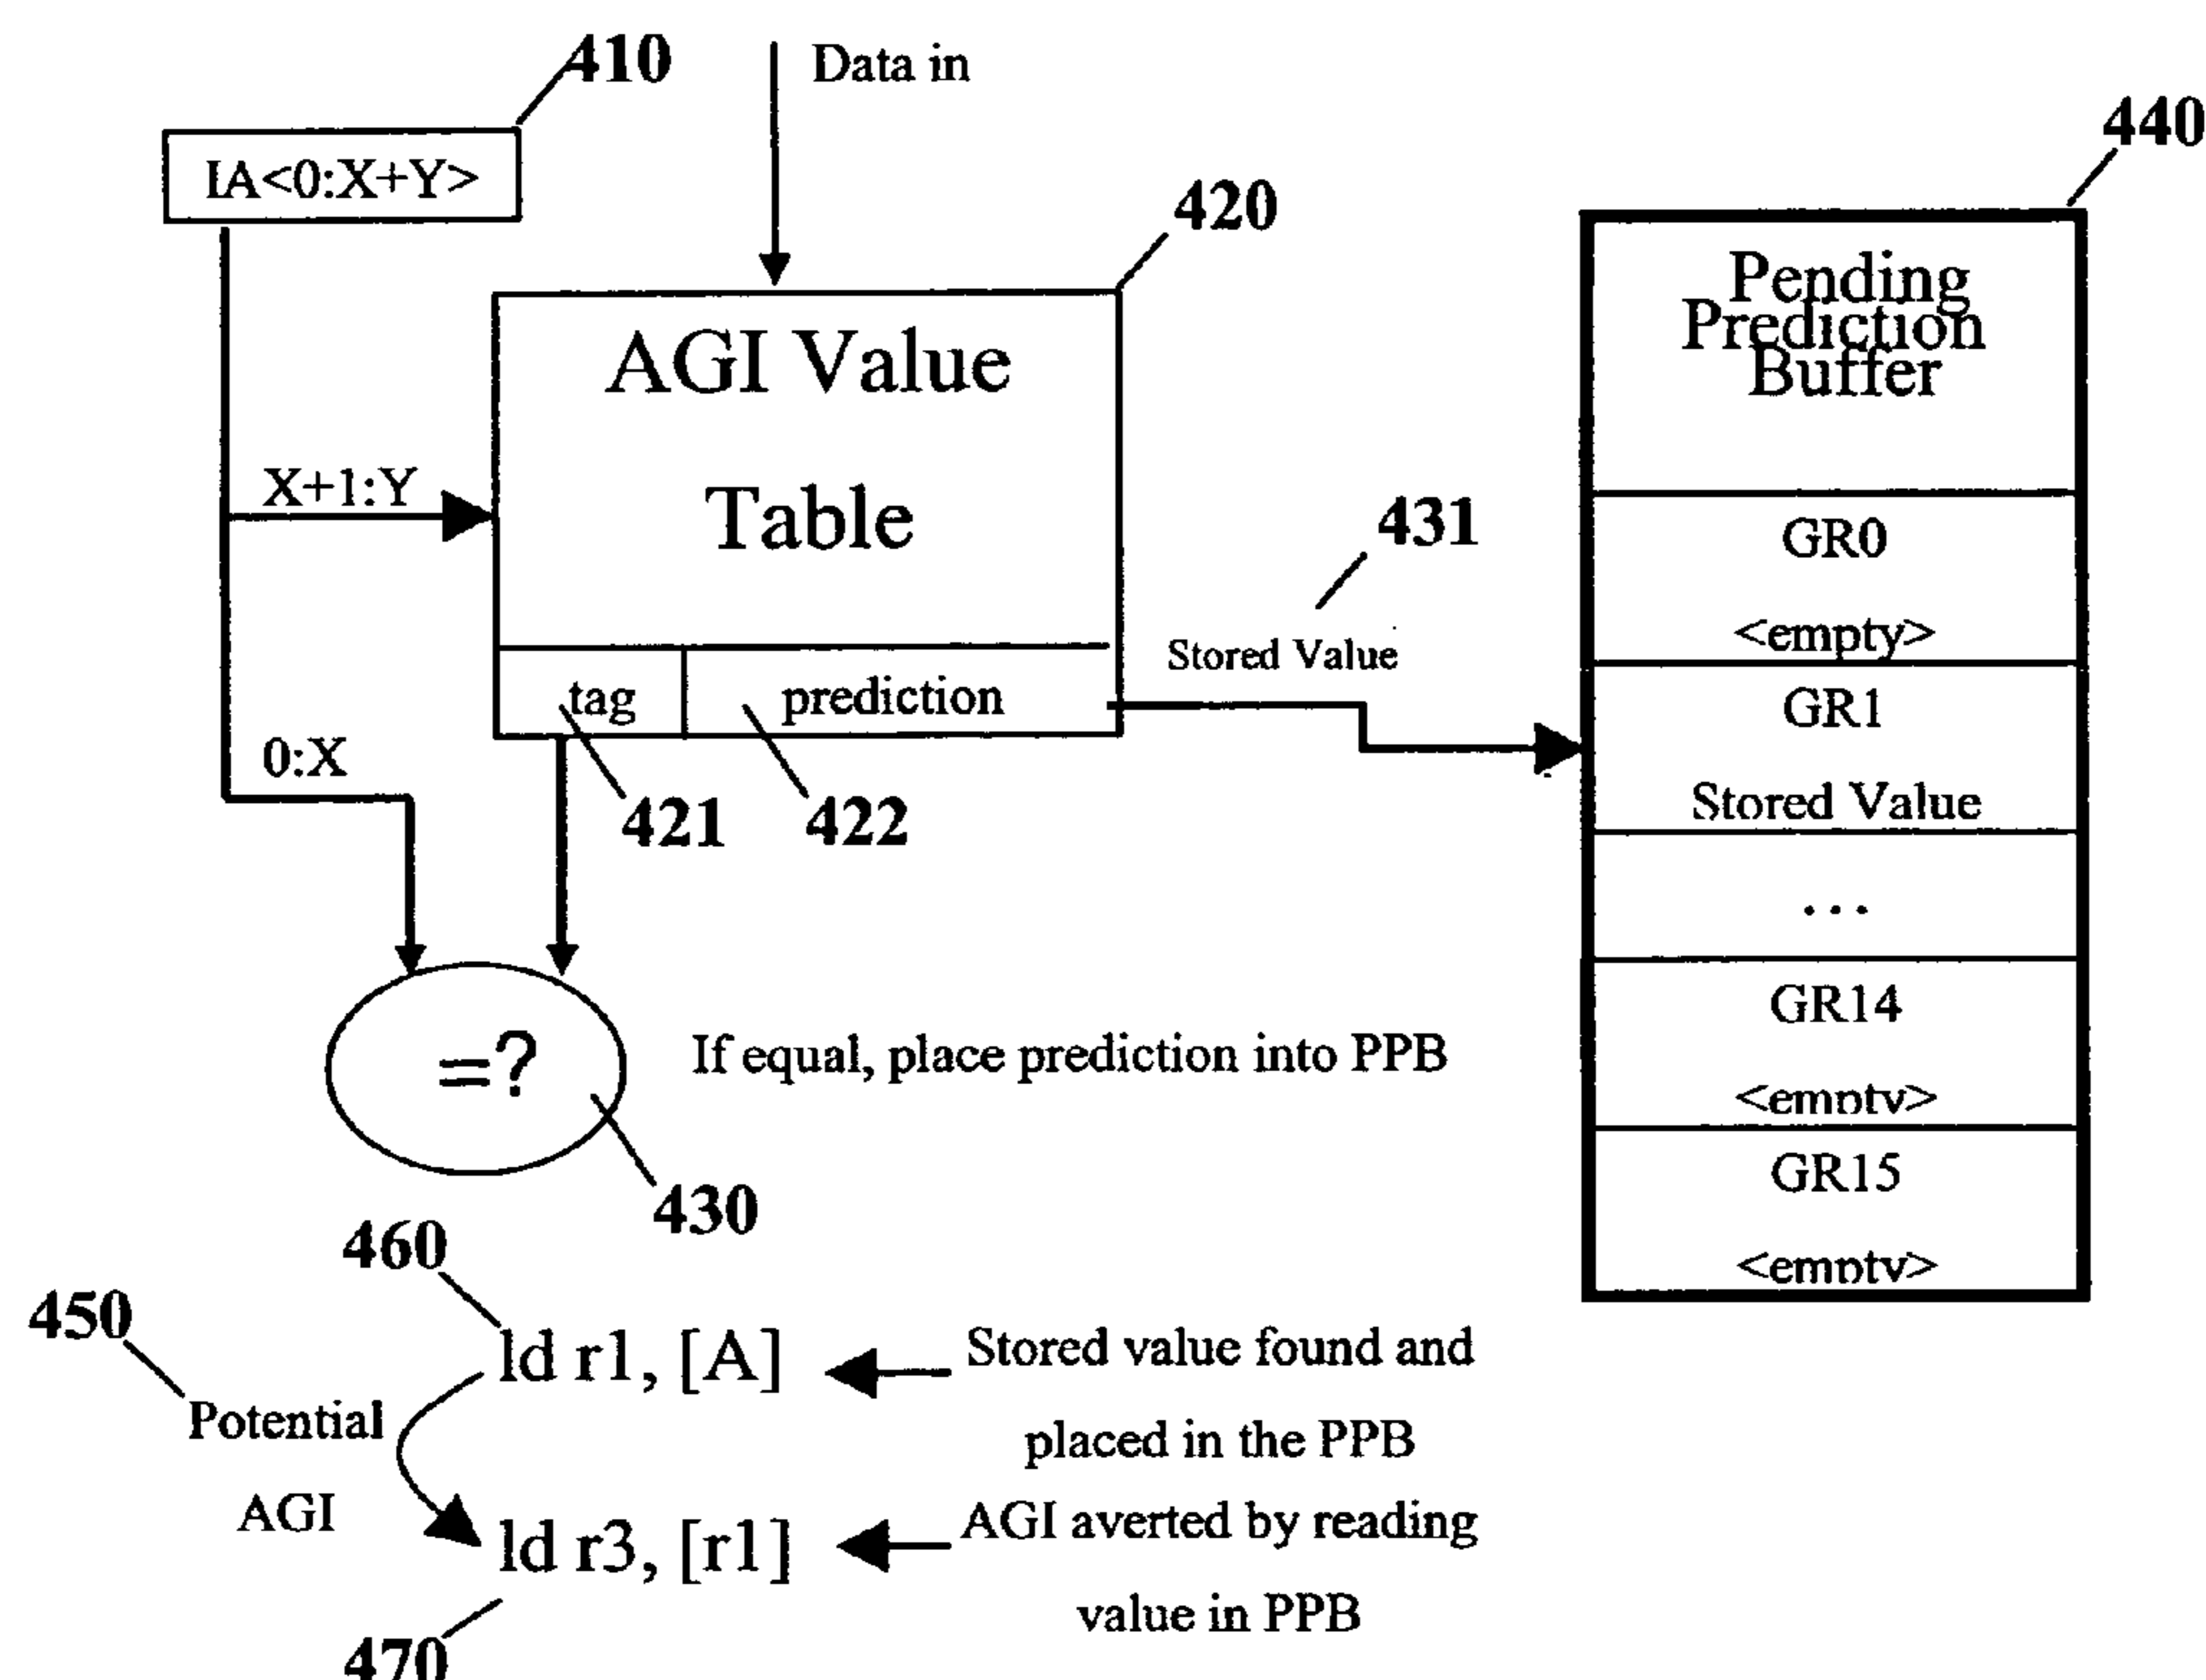 410
Data in
440
IA<0:X+Y>
420
AGI Value
Table
Pending
Prediction
Buffer
X+1:Y
431
GR0
<empty>
Stored Value
tag
prediction
GR1
Stored Value
0:X
421
422
...
=?
If equal, place prediction into PPB
GR14
<empty>
430
GR15
<empty>
460
450
ld r1, [A]
Stored value found and
placed in the PPB
Potential
AGI
ld r3, [r1]
AGI averted by reading
value in PPB
470